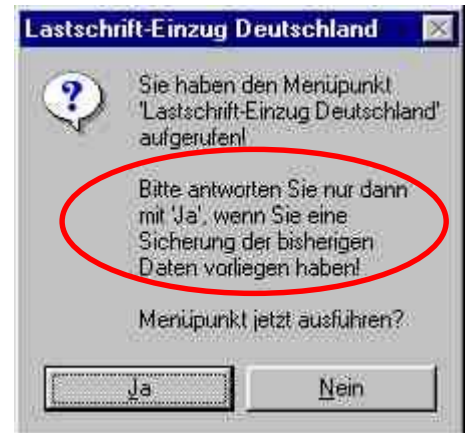 Lastschrift-Einzug Deutschland
?
Sie haben den Menüpunkt
'Lastschrift-Einzug Deutschland'
aufgerufen!
Bitte antworten Sie nur dann
mit 'Ja', wenn Sie eine
Sicherung der bisherigen
Daten vorliegen haben!
Menüpunkt jetzt ausführen?
Ja
Nein